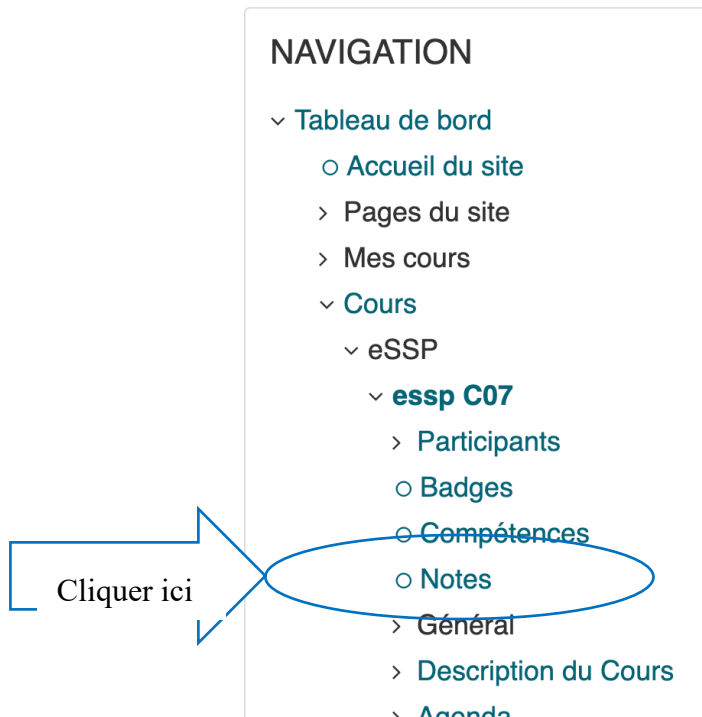 NAVIGATION
Tableau de bord
Accueil du site
Pages du site
Mes cours
Cours
eSSP
essp C07
Participants
Badges
Compétences
Notes
Cliquer ici
Général
Description du Cours
Agenda